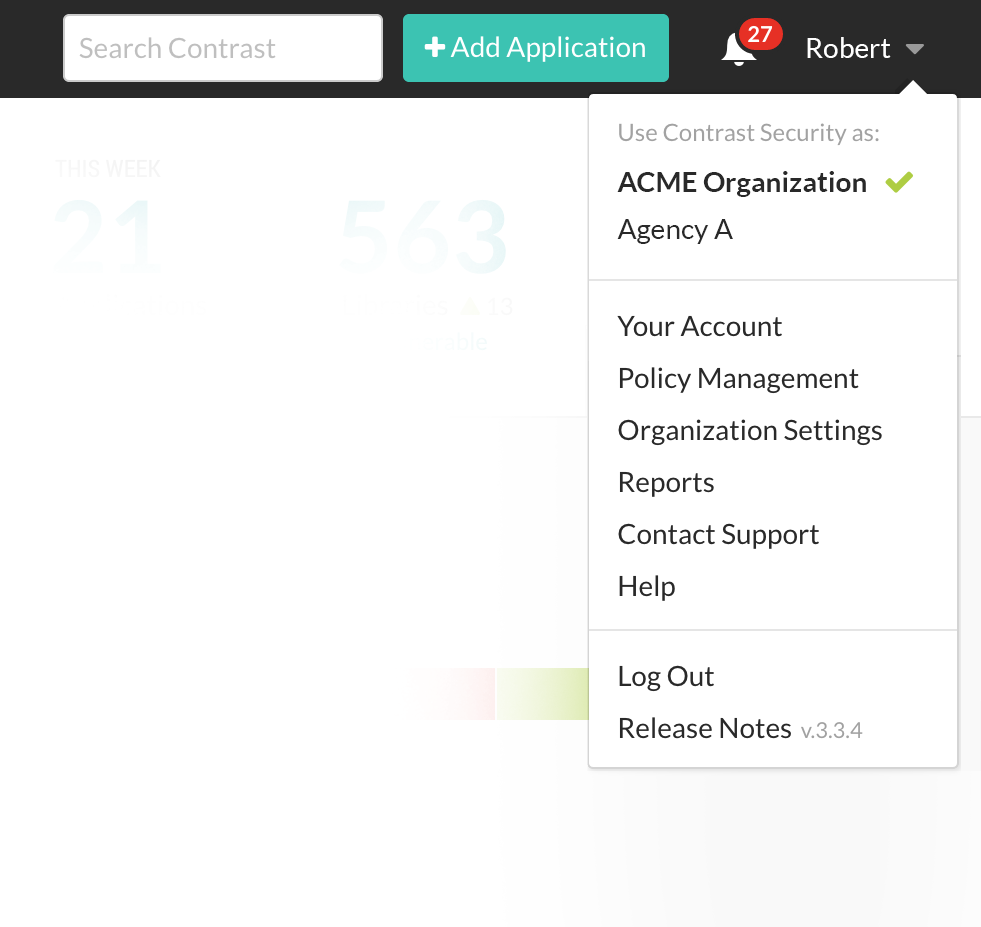 Search Contrast
Add Application
27
Robert
Use Contrast Security as:
ACME Organization
Agency A
THIS WEEK
21
563
13
Your Account
Policy Management
Organization Settings
Reports
Contact Support
Help
Log Out
Release Notes v.3.3.4